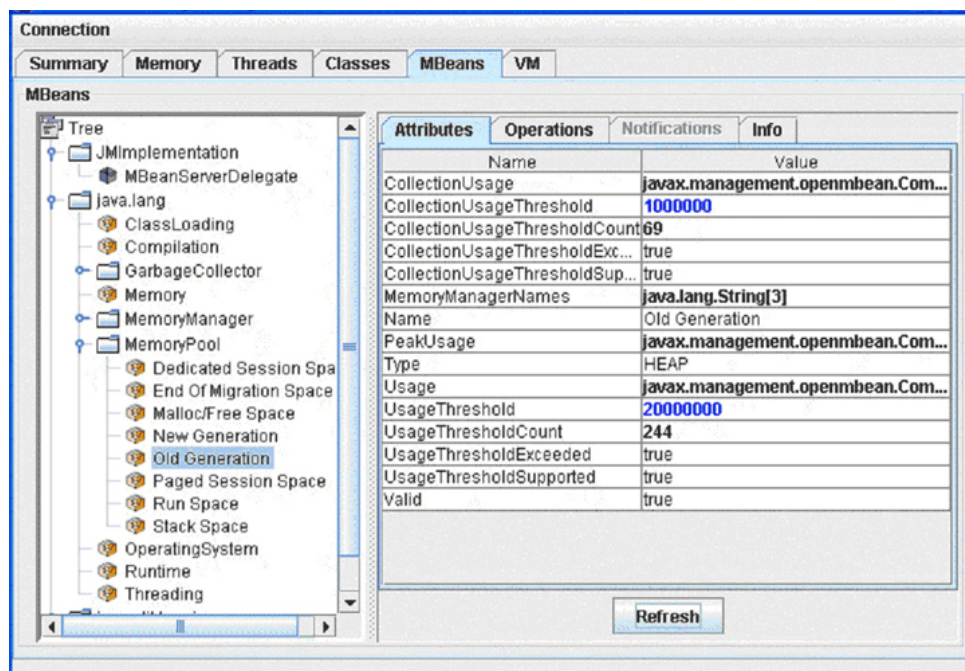 Connection
Summary Memory Threads Classes MBeans VM
MBeans
Tree
JMImplementation
MBeanServerDelegate
java.lang
ClassLoading
Compilation
GarbageCollector
Memory
MemoryManager
MemoryPool
Dedicated Session Spa
End Of Migration Space
Malloc/Free Space
New Generation
Old Generation
Paged Session Space
Run Space
Stack Space
OperatingSystem
Runtime
Threading
Attributes Operations Notifications Info
Name Value
CollectionUsage javax.management.openmbean.Com...
CollectionUsageThreshold 1000000
CollectionUsageThresholdCount 69
CollectionUsageThresholdExc... true
CollectionUsageThresholdSup... true
MemoryManagerNames java.lang.String[3]
Name Old Generation
PeakUsage javax.management.openmbean.Com...
Type HEAP
Usage javax.management.openmbean.Com...
UsageThreshold 20000000
UsageThresholdCount 244
UsageThresholdExceeded true
UsageThresholdSupported true
Valid true
Refresh